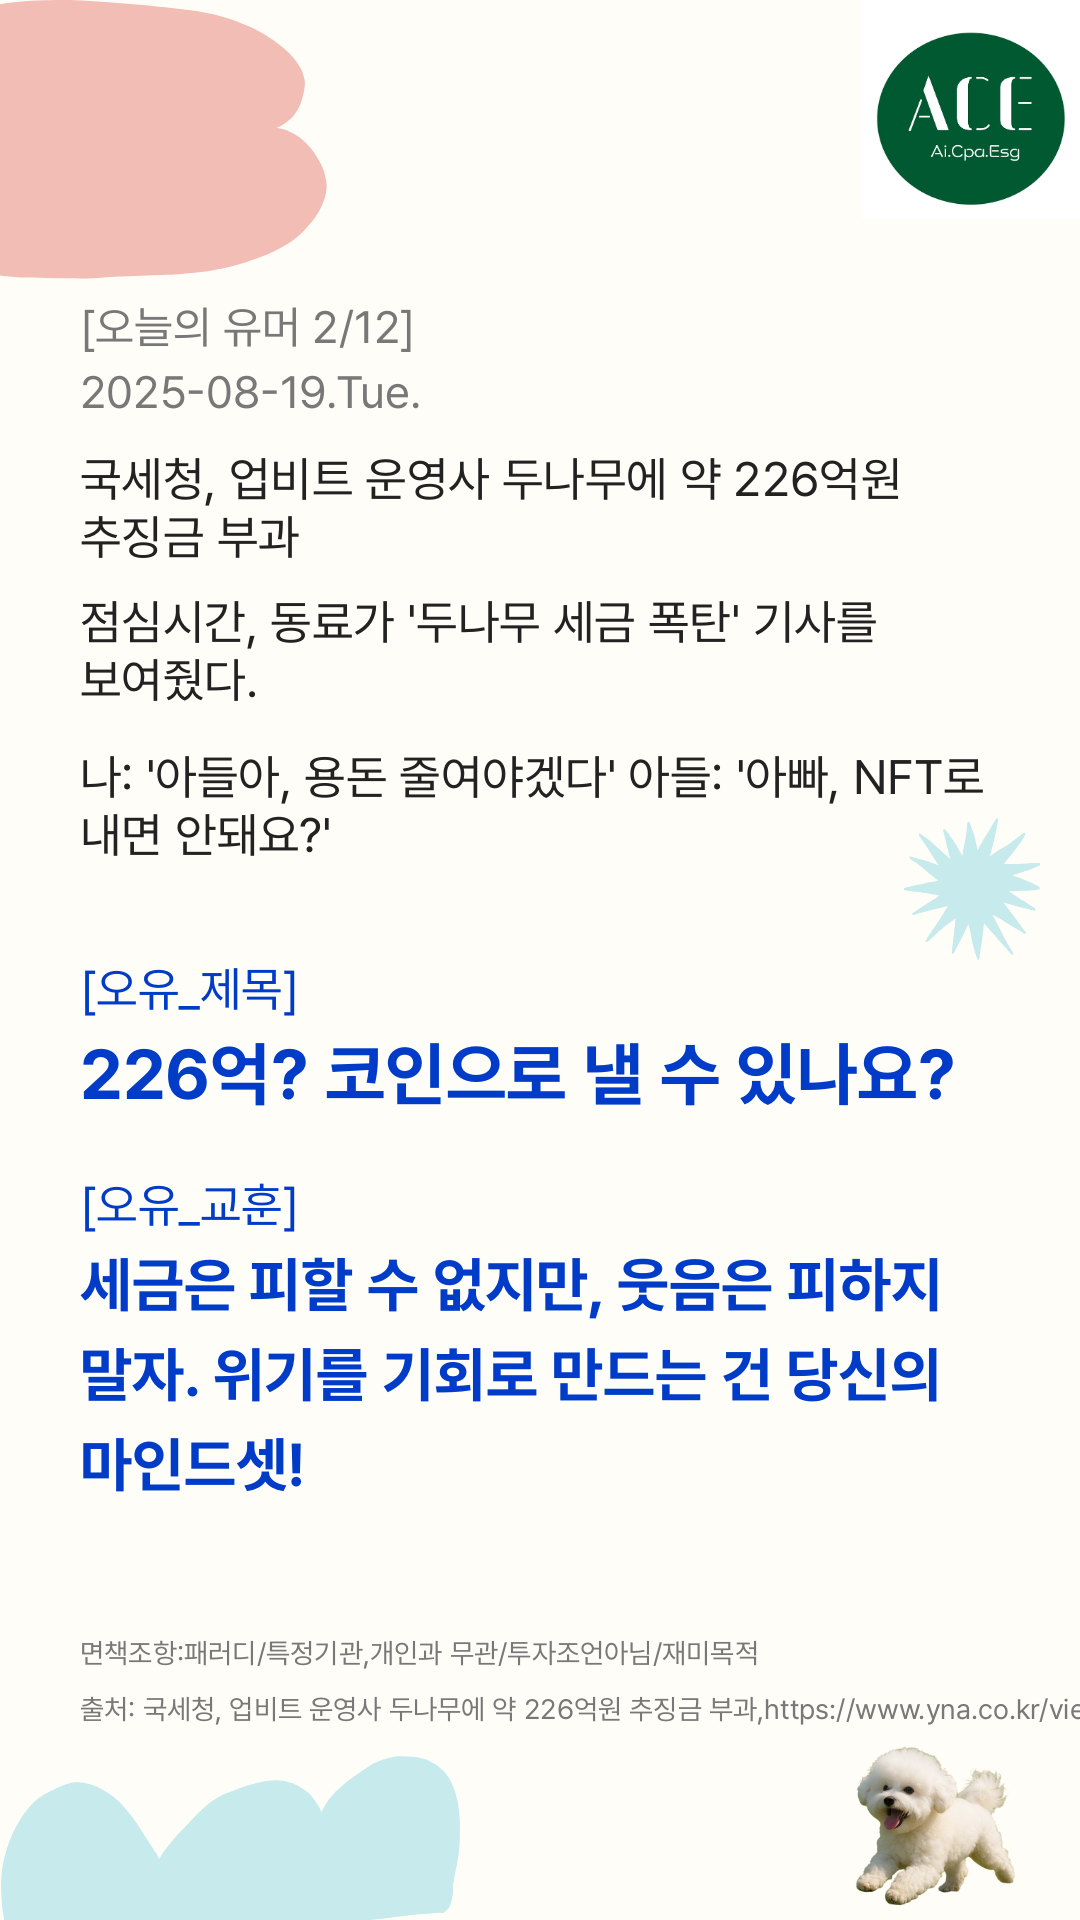 ACE
Ai.Cpa.Esg
[오늘의 유머 2/12]
2025-08-19.Tue.
국세청, 업비트 운영사 두나무에 약 226억원
추징금 부과
점심시간, 동료가 '두나무 세금 폭탄' 기사를
보여줬다.
나: '아들아, 용돈 줄여야겠다' 아들: '아빠, NFT로
내면 안돼요?'
[오유_제목]
226억? 코인으로 낼 수 있나요?
[오유_교훈]
세금은 피할 수 없지만, 웃음은 피하지
말자. 위기를 기회로 만드는 건 당신의
마인드셋!
면책조항:패러디/특정기관,개인과 무관/투자조언아님/재미목적
출처: 국세청, 업비트 운영사 두나무에 약 226억원 추징금 부과,https://www.yna.co.kr/vie